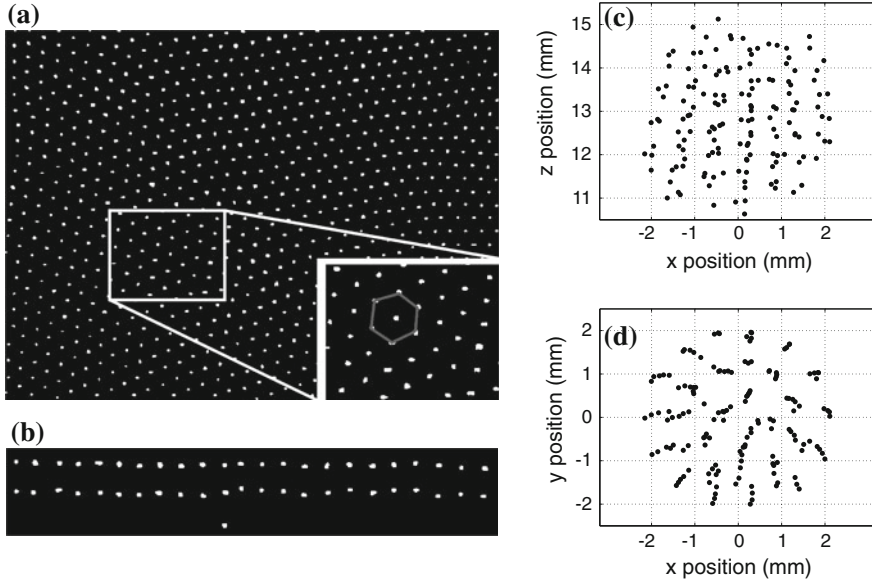 (a)
(b)
(c)
z position (mm)
15
14
13
12
11
-2
-1
0
1
2
x position (mm)
(d)
y position (mm)
2
1
0
-1
-2
-2
-1
0
1
2
x position (mm)